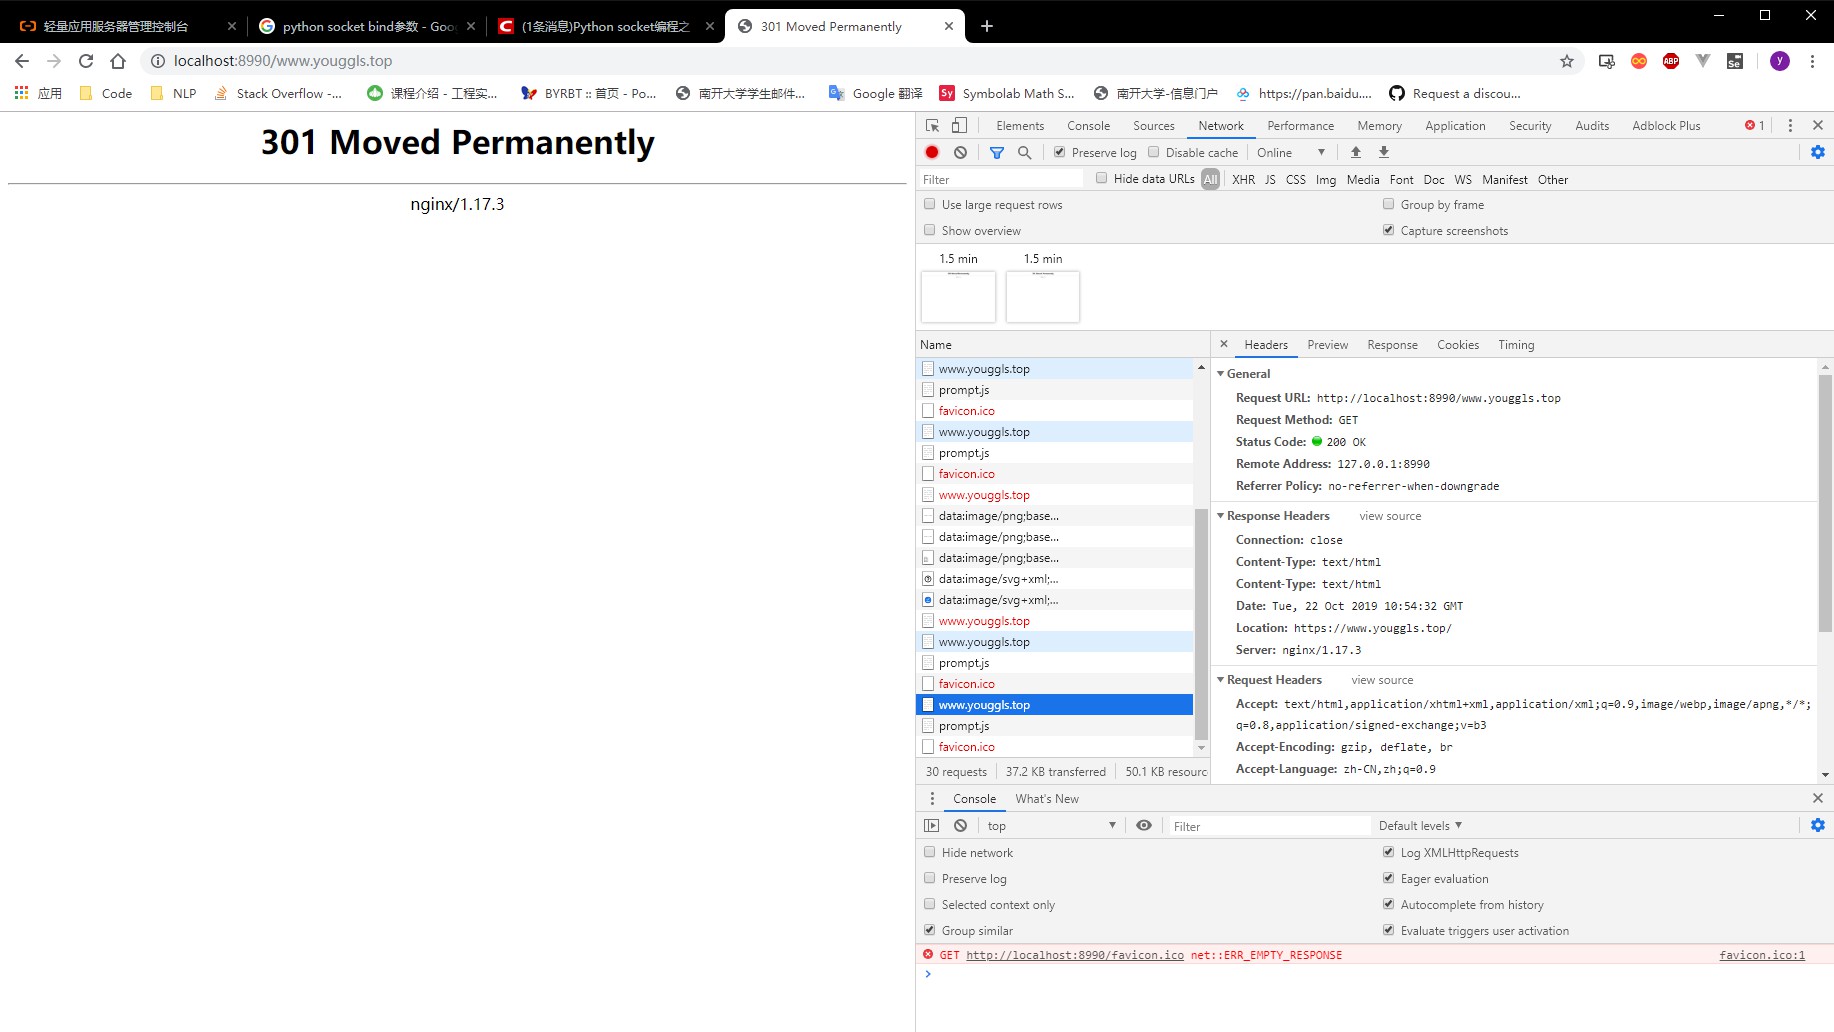 轻量应用服务器管理控制台
python socket bind参数 - Goo
(1条消息)Python socket编程之
301 Moved Permanently
localhost:8990/www.youggls.top
应用
Code
NLP
Stack Overflow -...
课程介绍 - 工程实...
BYRBT :: 首页 - Po...
南开大学学生邮件...
Google 翻译
Symbolab Math S...
南开大学-信息门户
https://pan.baidu....
Request a discou...
301 Moved Permanently
nginx/1.17.3
Elements Console Sources Network Performance Memory Application Security Audits Adblock Plus 1
Preserve log Disable cache Online
Filter Hide data URLs All XHR JS CSS Img Media Font Doc WS Manifest Other
Use large request rows Group by frame
Show overview Capture screenshots
1.5 min 1.5 min
Name
www.youggls.top
prompt.js
favicon.ico
www.youggls.top
prompt.js
favicon.ico
www.youggls.top
data:image/png;base...
data:image/png;base...
data:image/png;base...
data:image/svg+xml;...
data:image/svg+xml;...
www.youggls.top
www.youggls.top
prompt.js
favicon.ico
www.youggls.top
prompt.js
favicon.ico
30 requests 37.2 KB transferred 50.1 KB resourc
Headers Preview Response Cookies Timing
General
Request URL: http://localhost:8990/www.youggls.top
Request Method: GET
Status Code: 200 OK
Remote Address: 127.0.0.1:8990
Referrer Policy: no-referrer-when-downgrade
Response Headers view source
Connection: close
Content-Type: text/html
Content-Type: text/html
Date: Tue, 22 Oct 2019 10:54:32 GMT
Location: https://www.youggls.top/
Server: nginx/1.17.3
Request Headers view source
Accept: text/html,application/xhtml+xml,application/xml;q=0.9,image/webp,image/apng,*/*;
q=0.8,application/signed-exchange;v=b3
Accept-Encoding: gzip, deflate, br
Accept-Language: zh-CN,zh;q=0.9
Console What's New
top Filter Default levels
Hide network Log XMLHttpRequests
Preserve log Eager evaluation
Selected context only Autocomplete from history
Group similar Evaluate triggers user activation
GET http://localhost:8990/favicon.ico net::ERR_EMPTY_RESPONSE favicon.ico:1